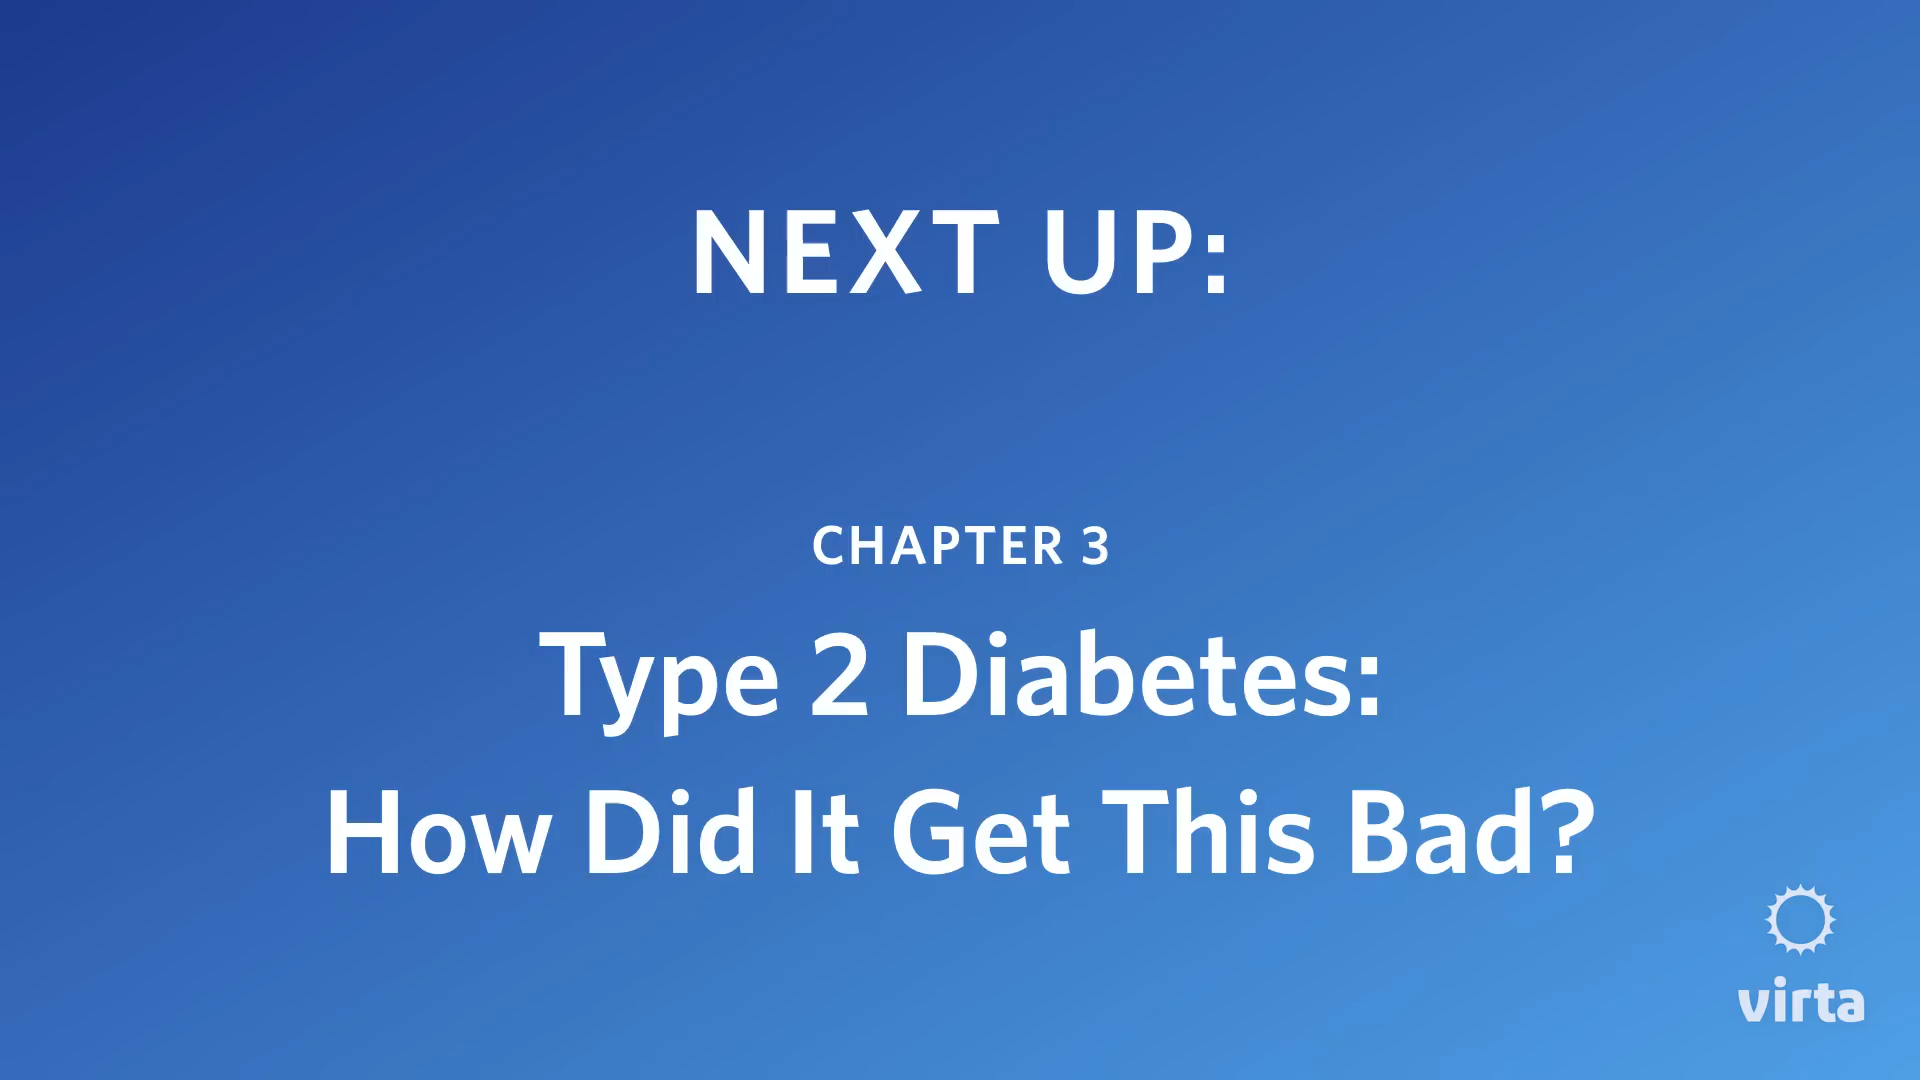 NEXT UP:
CHAPTER 3
Type 2 Diabetes:
How Did It Get This Bad?
virta